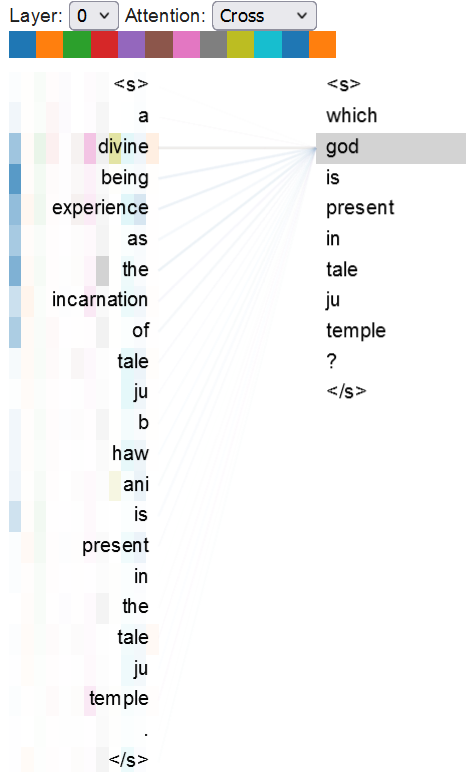 Layer: 0 Attention: Cross
<s> <s>
a which
divine god
being is
experience present
as in
the tale
incarnation ju
of temple
tale ?
ju </s>
b
haw
ani
is
present
in
the
tale
ju
temple
.
</s>